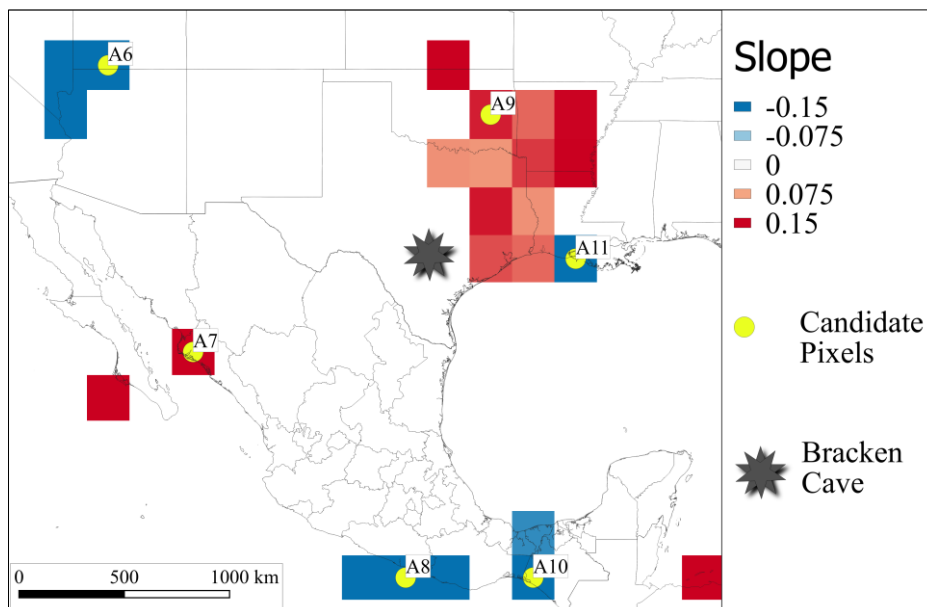 A6
A9
A11
A7
A8
A10
0 500 1000 km
Slope
-0.15
-0.075
0
0.075
0.15
Candidate
Pixels
Bracken
Cave